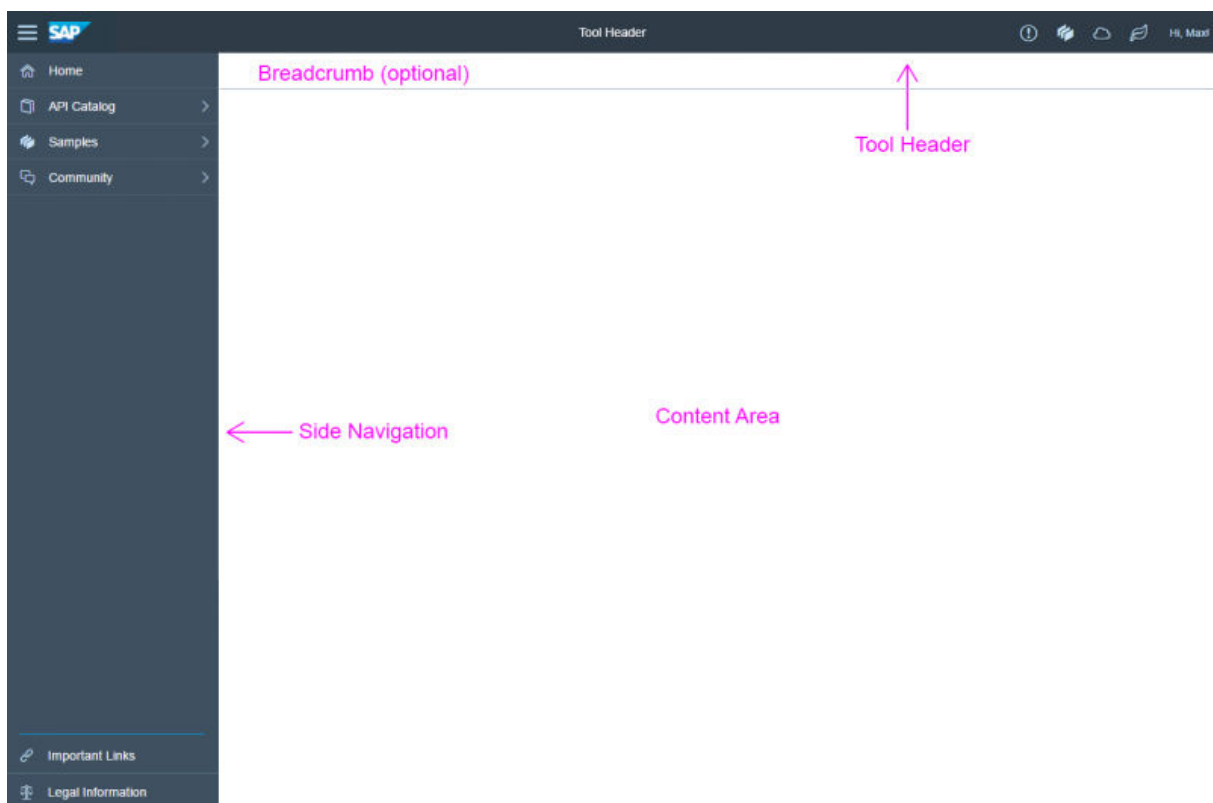 SAP
Tool Header
Hi, Max!
Home
Breadcrumb (optional)
API Catalog
Samples
Tool Header
Community
Content Area
Side Navigation
Important Links
Legal Information